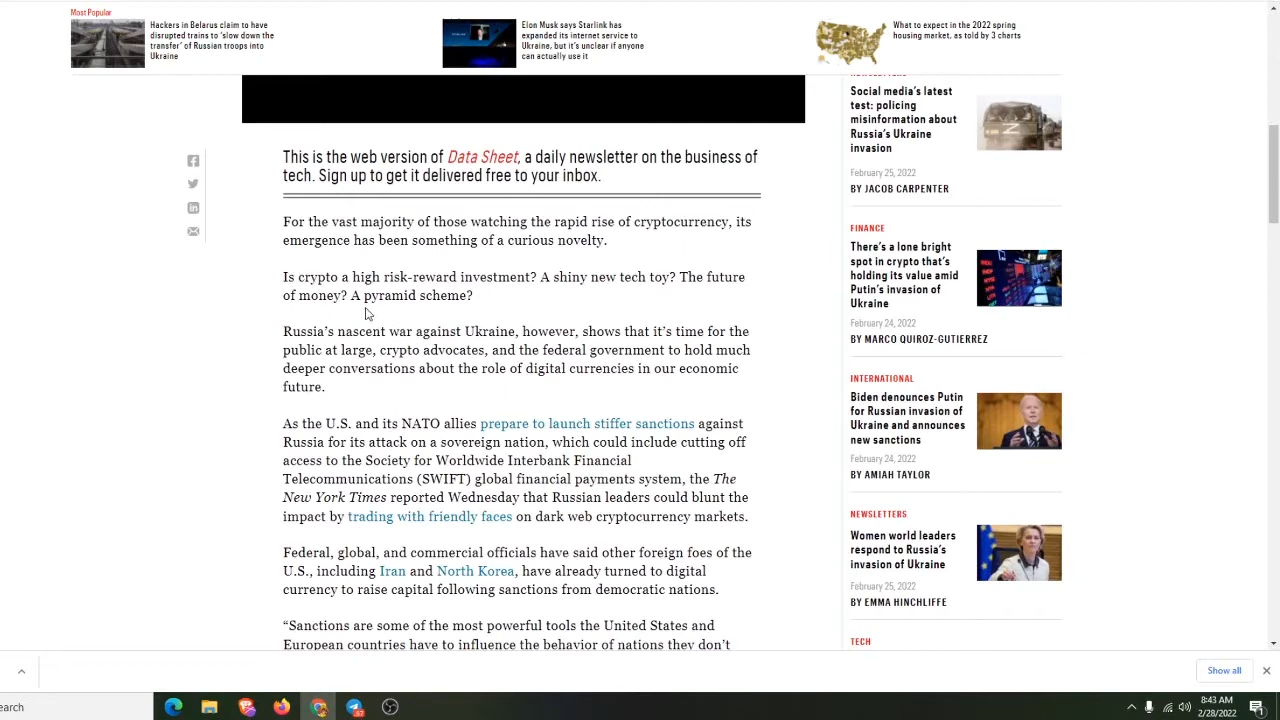 Most Popular
Hackers in Belarus claim to have
disrupted trains to ‘slow down the
transfer’ of Russian troops into
Ukraine
Elon Musk says Starlink has
expanded its internet service to
Ukraine, but it’s unclear if anyone
can actually use it
What to expect in the 2022 spring
housing market, as told by 3 charts
This is the web version of Data Sheet, a daily newsletter on the business of
tech. Sign up to get it delivered free to your inbox.
For the vast majority of those watching the rapid rise of cryptocurrency, its
emergence has been something of a curious novelty.
Is crypto a high risk-reward investment? A shiny new tech toy? The future
of money? A pyramid scheme?
Russia’s nascent war against Ukraine, however, shows that it’s time for the
public at large, crypto advocates, and the federal government to hold much
deeper conversations about the role of digital currencies in our economic
future.
As the U.S. and its NATO allies prepare to launch stiffer sanctions against
Russia for its attack on a sovereign nation, which could include cutting off
access to the Society for Worldwide Interbank Financial
Telecommunications (SWIFT) global financial payments system, the The
New York Times reported Wednesday that Russian leaders could blunt the
impact by trading with friendly faces on dark web cryptocurrency markets.
Federal, global, and commercial officials have said other foreign foes of the
U.S., including Iran and North Korea, have already turned to digital
currency to raise capital following sanctions from democratic nations.
“Sanctions are some of the most powerful tools the United States and
European countries have to influence the behavior of nations they don’t
NEWSLETTERS
Social media’s latest
test: policing
misinformation about
Russia’s Ukraine
invasion
February 25, 2022
BY JACOB CARPENTER
FINANCE
There’s a lone bright
spot in crypto that’s
holding its value amid
Putin’s invasion of
Ukraine
February 24, 2022
BY MARCO QUIROZ-GUTIERREZ
INTERNATIONAL
Biden denounces Putin
for Russian invasion of
Ukraine and announces
new sanctions
February 24, 2022
BY AMIAH TAYLOR
NEWSLETTERS
Women world leaders
respond to Russia’s
invasion of Ukraine
February 25, 2022
BY EMMA HINCHLIFFE
TECH
Show all
earch
8:43 AM
2/28/2022